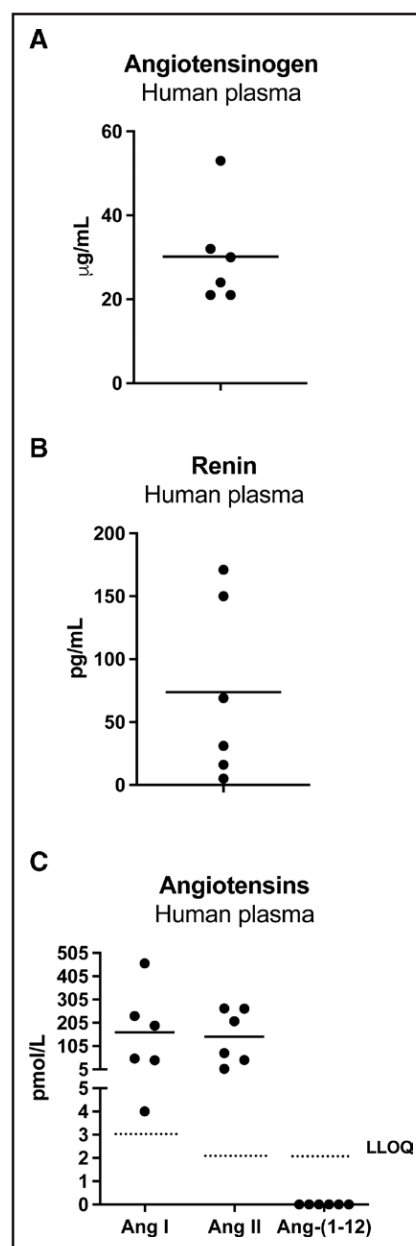 A
Angiotensinogen
Human plasma
60
40
20
0
µg/mL
B
Renin
Human plasma
200
150
100
50
0
pg/mL
C
Angiotensins
Human plasma
505
405
305
205
105
5
5
4
3
2
1
0
pmol/L
LLOQ
Ang I Ang II Ang-(1-12)